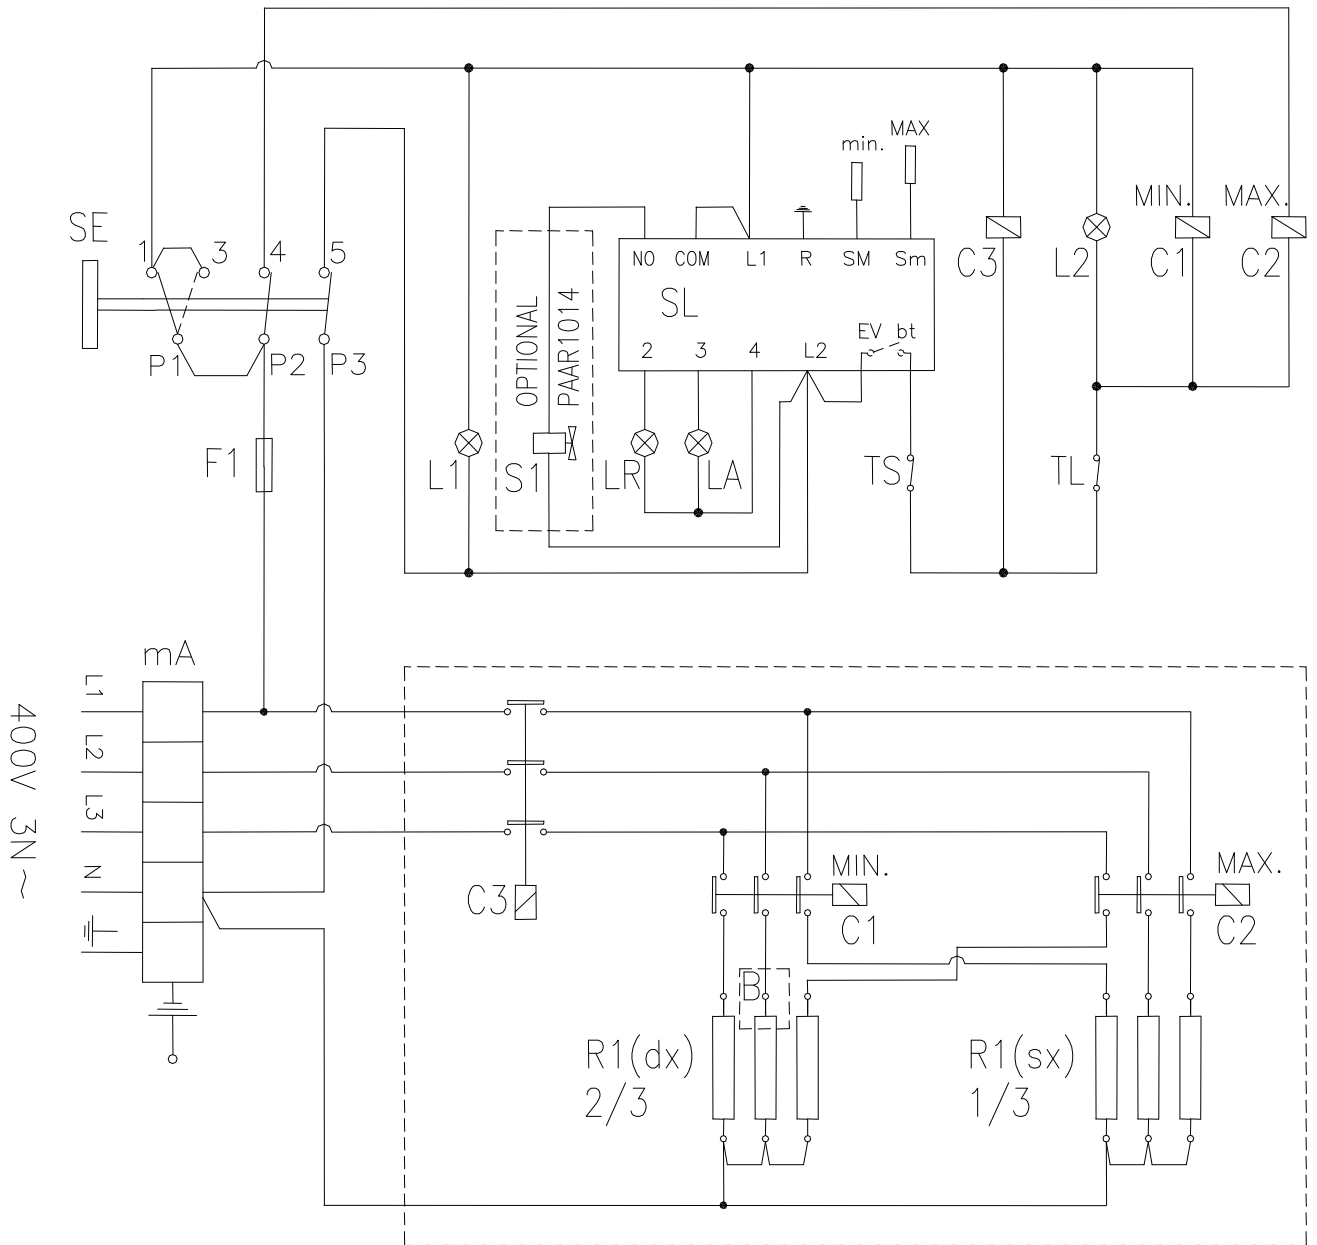 MAX
min.
MIN.
MAX.
SE
1
3
4
5
NO
COM
L1
R
SM
Sm
C3
L2
C1
C2
SL
OPTIONAL
PAAR1014
EV
bt
2
3
4
L2
P1
P2
P3
F1
L1
S1
LR
LA
TS
TL
mA
L1
L2
L3
N
400V 3N~
C3
MIN.
C1
MAX.
C2
B
R1(dx)
2/3
R1(sx)
1/3